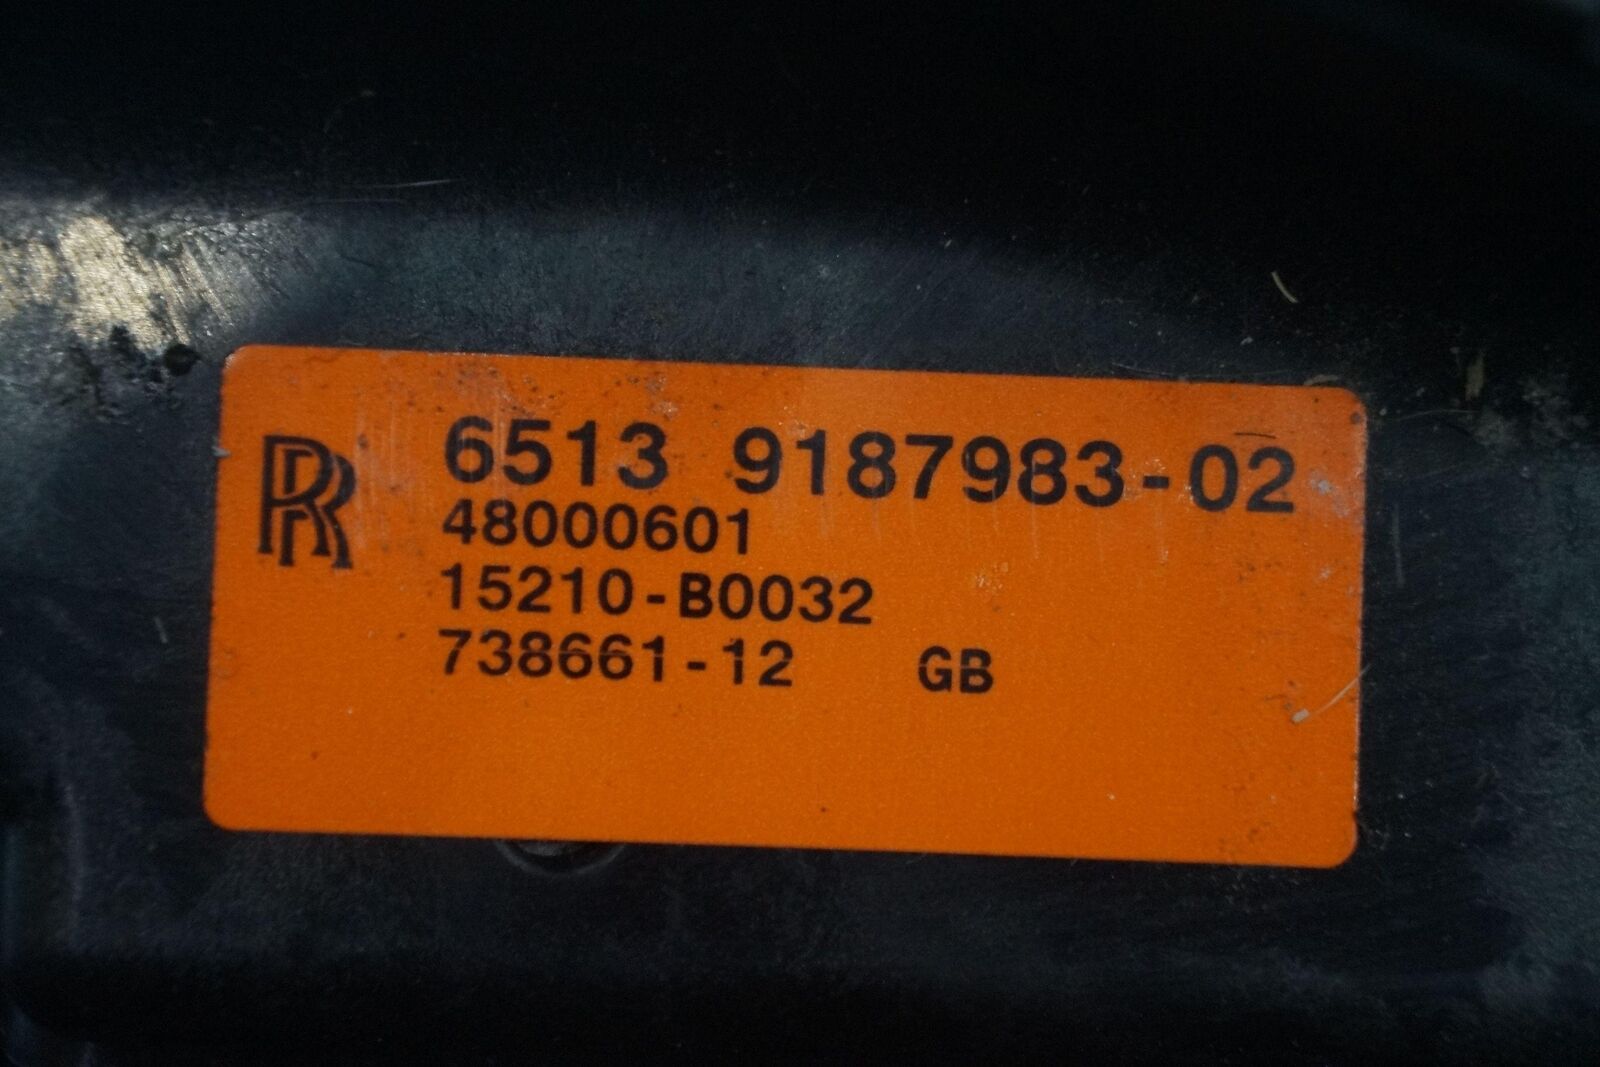 RR
6513 9187983-02
48000601
15210-B0032
738661-12 GB